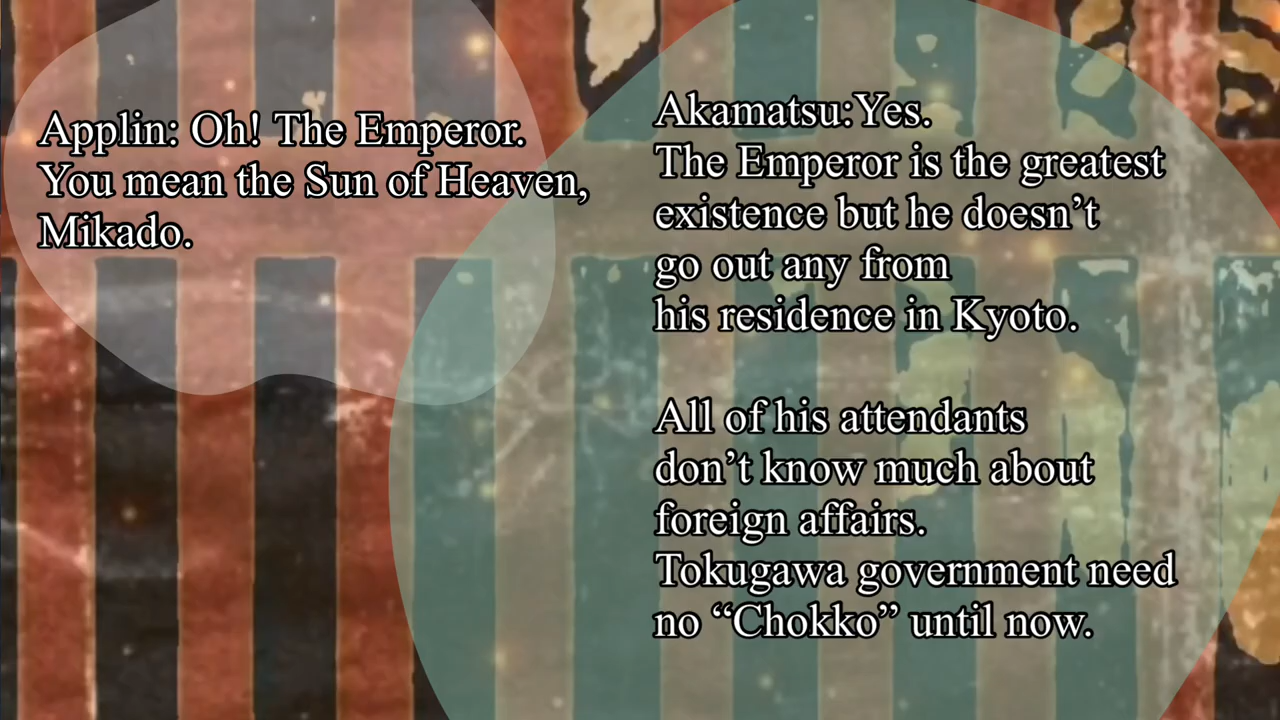 Applin: Oh! The Emperor.
You mean the Sun of Heaven,
Mikado.
Akamatsu:Yes.
The Emperor is the greatest
existence but he doesn’t
go out any from
his residence in Kyoto.
All of his attendants
don’t know much about
foreign affairs.
Tokugawa government need
no “Chokko” until now.